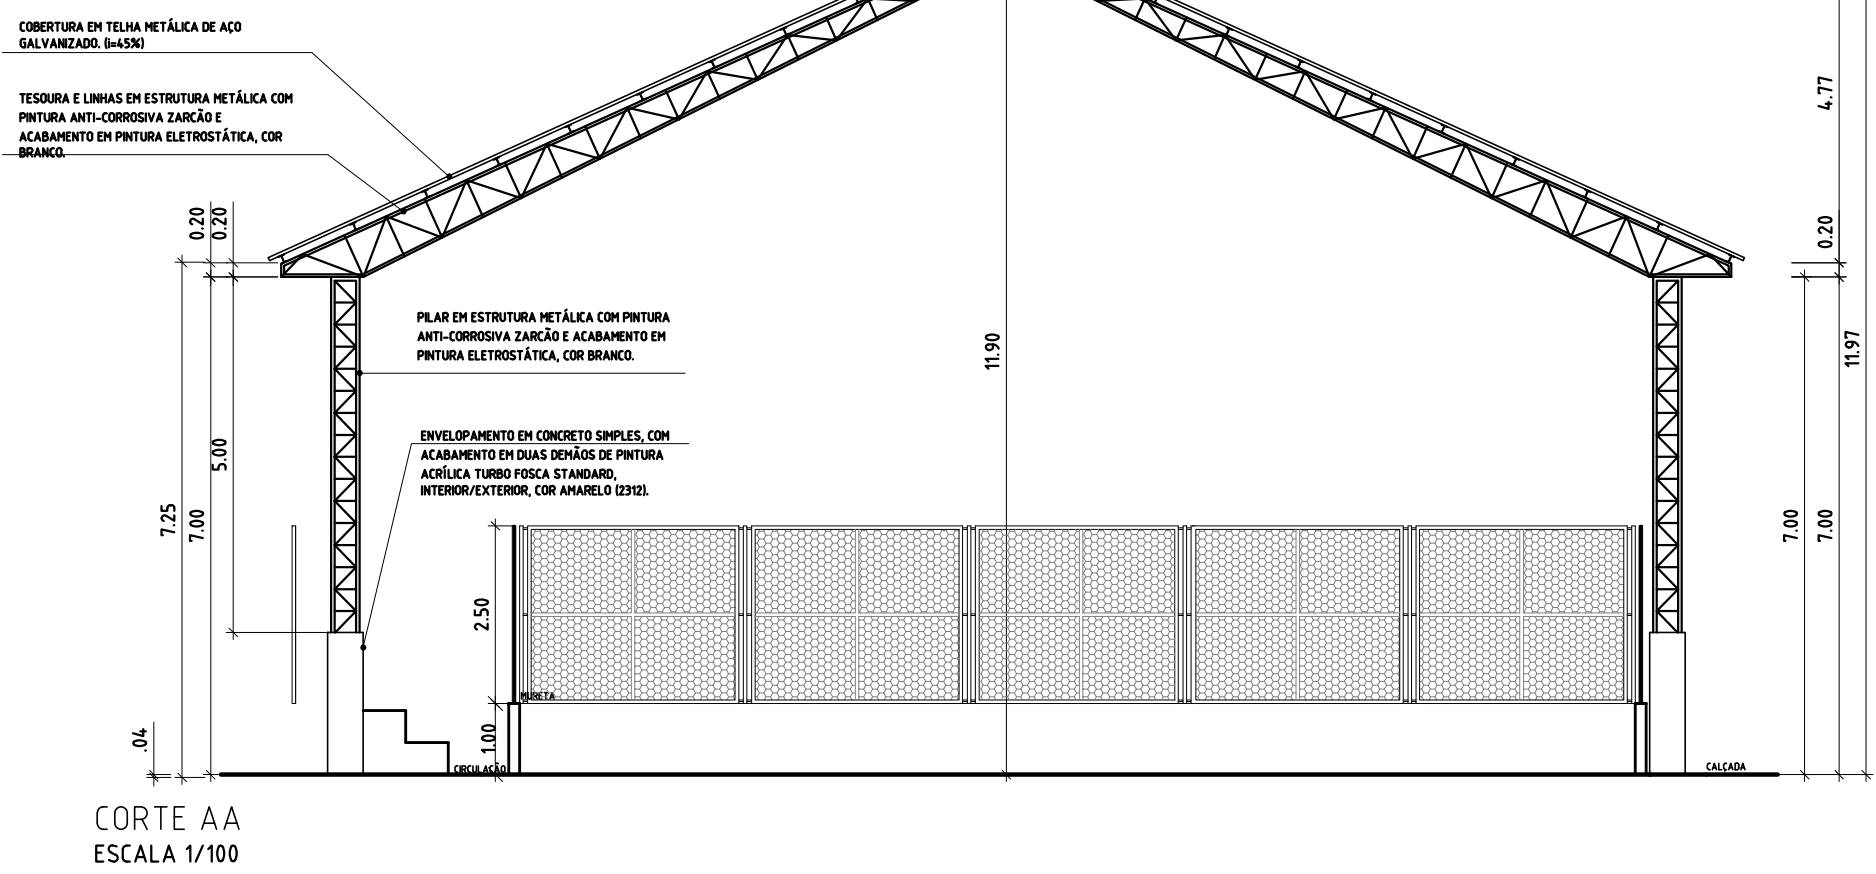 COBERTURA EM TELHA METÁLICA DE AÇO
GALVANIZADO. (i=45%)
TESOURA E LINHAS EM ESTRUTURA METÁLICA COM
PINTURA ANTI-CORROSIVA ZARCÃO E
ACABAMENTO EM PINTURA ELETROSTÁTICA, COR
BRANCO.
4.77
0.20
0.20
0.20
PILAR EM ESTRUTURA METÁLICA COM PINTURA
ANTI-CORROSIVA ZARCÃO E ACABAMENTO EM
PINTURA ELETROSTÁTICA, COR BRANCO.
11.90
11.97
ENVELOPAMENTO EM CONCRETO SIMPLES, COM
ACABAMENTO EM DUAS DEMÃOS DE PINTURA
ACRÍLICA TURBO FOSCA STANDARD,
INTERIOR/EXTERIOR, COR AMARELO (2312).
5.00
7.25
7.00
7.00
7.00
2.50
MURETA
1.00
.04
CIRCULAÇÃO
CALÇADA
CORTE AA
ESCALA 1/100